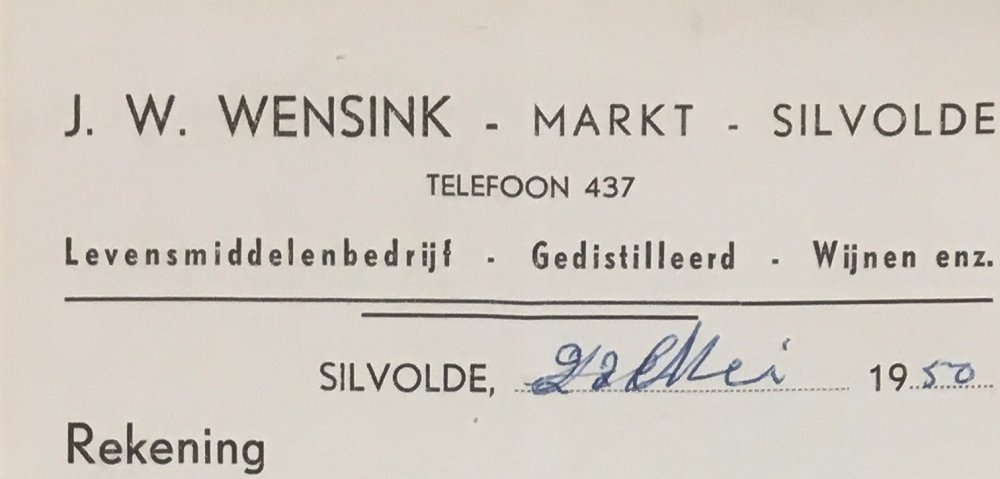 J. W. WENSINK - MARKT - SILVOLDE
TELEFOON 437
Levensmiddelenbedrijf - Gedistilleerd - Wijnen enz.
SILVOLDE, 22 Mei 1950
Rekening